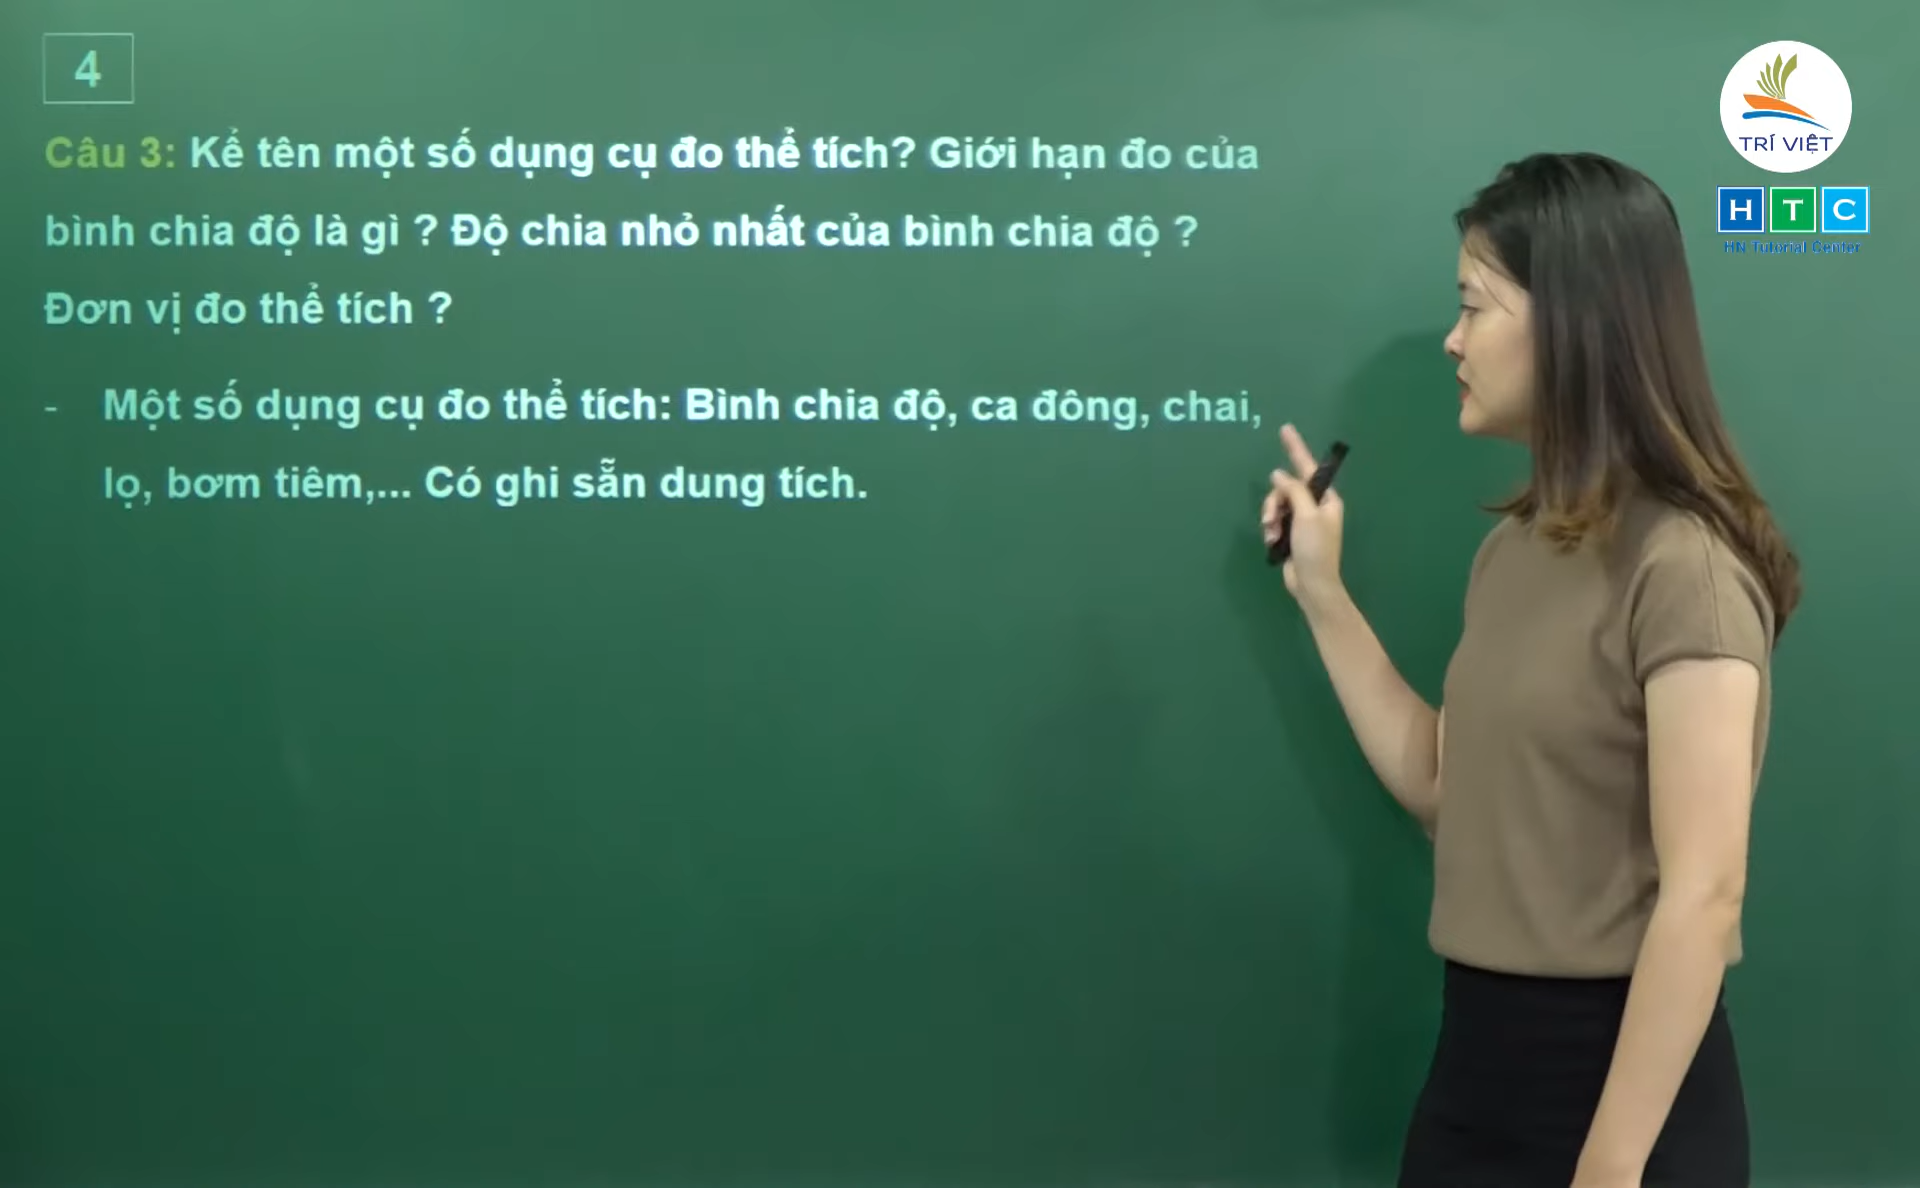 4
TRÍ VIỆT
H T C
HN Tutorial Center
Câu 3: Kể tên một số dụng cụ đo thể tích? Giới hạn đo của
bình chia độ là gì ? Độ chia nhỏ nhất của bình chia độ ?
Đơn vị đo thể tích ?
- Một số dụng cụ đo thể tích: Bình chia độ, ca đông, chai,
lọ, bơm tiêm,... Có ghi sẵn dung tích.